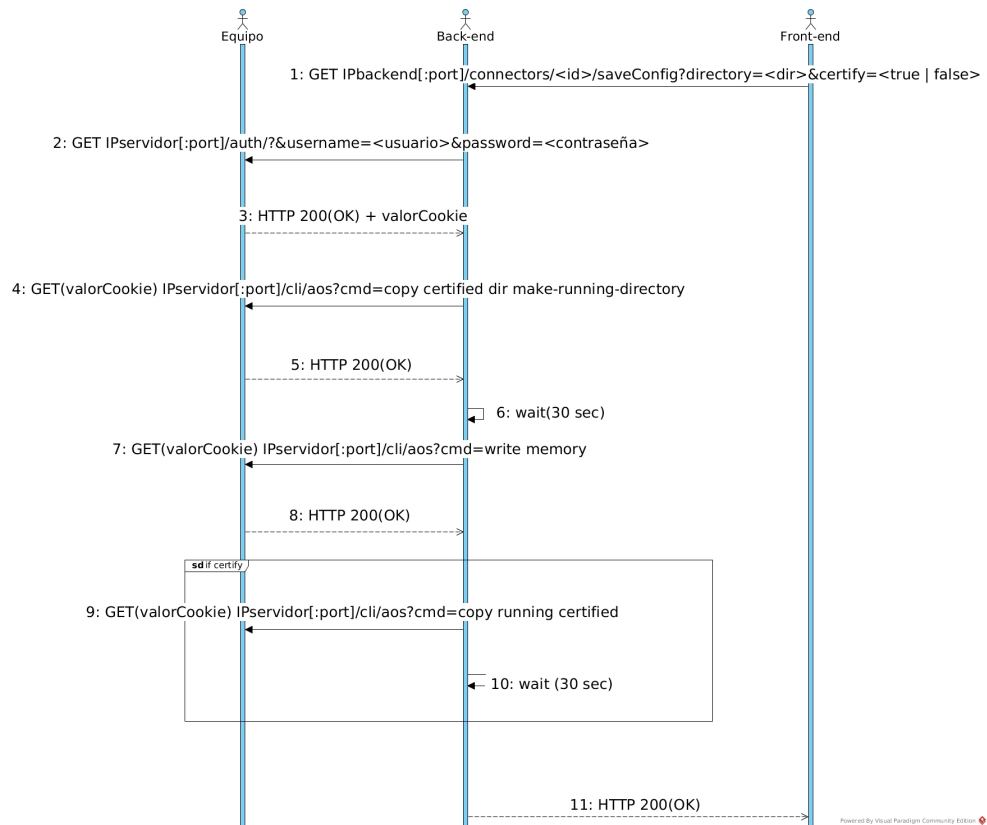 Equipo
Back-end
Front-end
1: GET IPbackend[:port]/connectors/<id>/saveConfig?directory=<dir>&certify=<true | false>
2: GET IPservidor[:port]/auth/?&username=<usuario>&password=<contraseña>
3: HTTP 200(OK) + valorCookie
4: GET(valorCookie) IPservidor[:port]/cli/aos?cmd=copy certified dir make-running-directory
5: HTTP 200(OK)
6: wait(30 sec)
7: GET(valorCookie) IPservidor[:port]/cli/aos?cmd=write memory
8: HTTP 200(OK)
sd if certify
9: GET(valorCookie) IPservidor[:port]/cli/aos?cmd=copy running certified
10: wait (30 sec)
11: HTTP 200(OK)
Powered By Visual Paradigm Community Edition